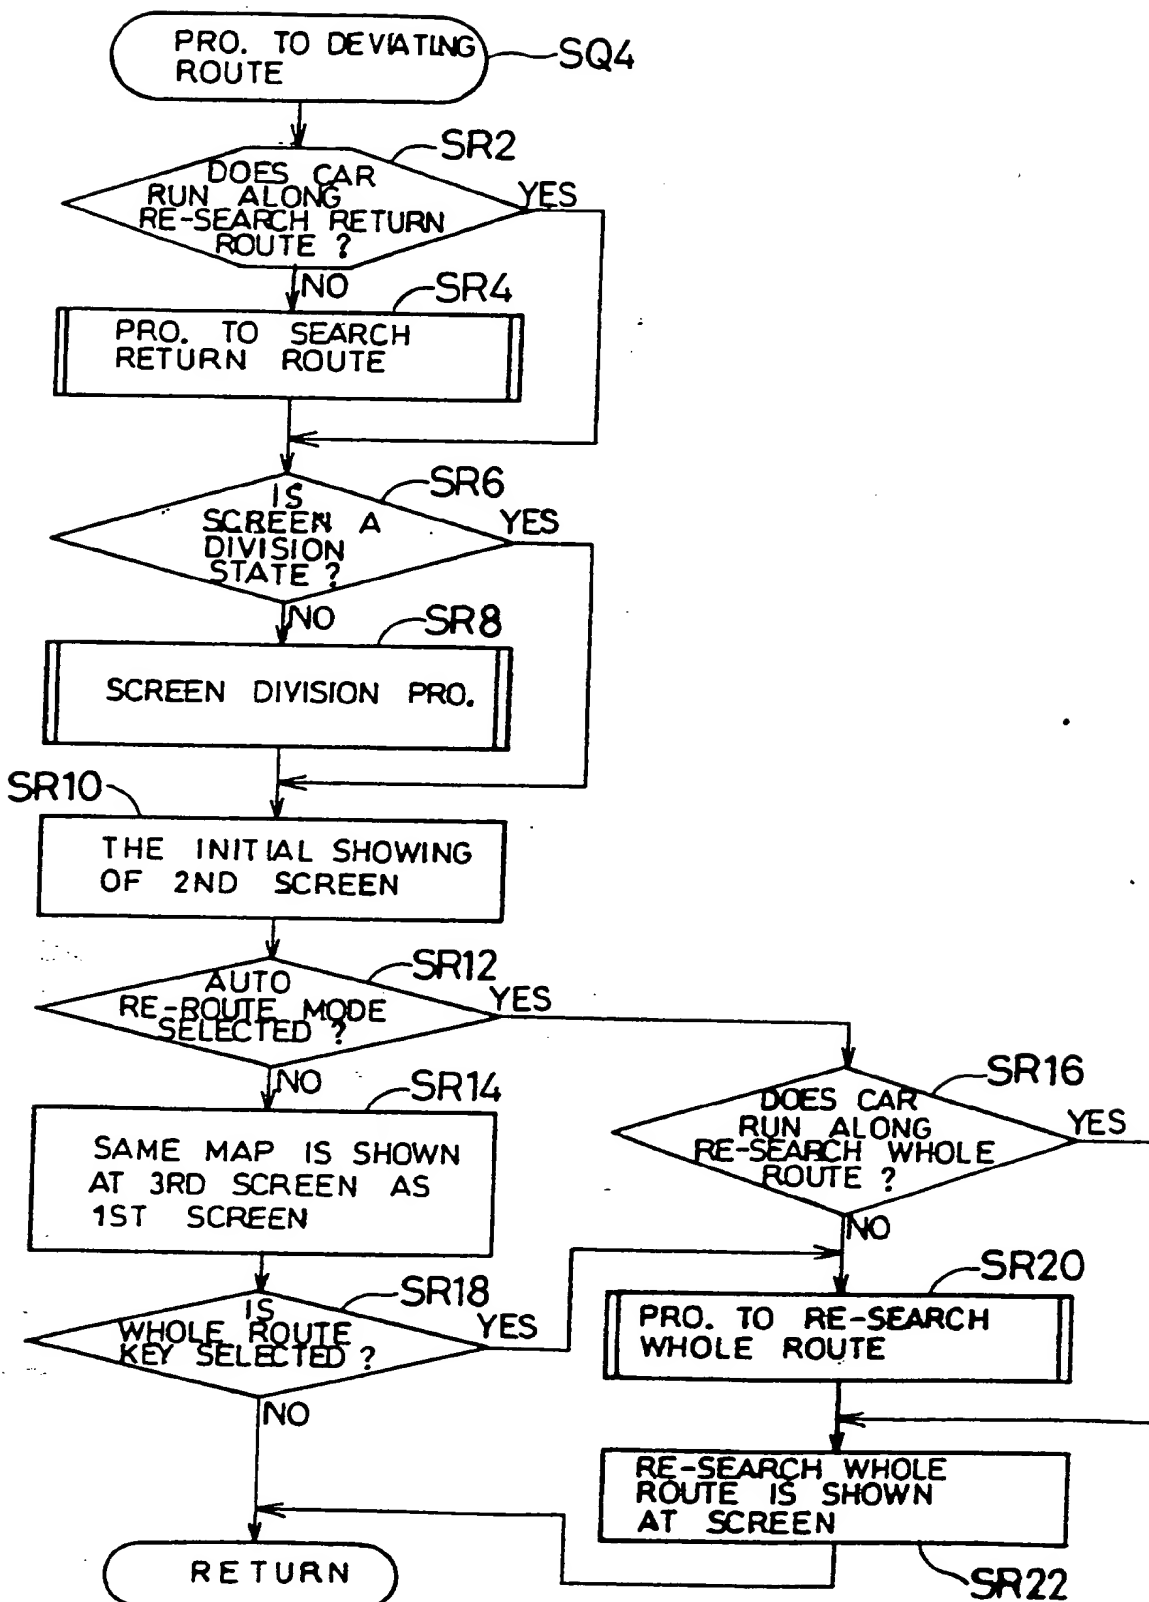 PRO. TO DEVIATING
ROUTE
SQ4
SR2
DOES CAR
RUN ALONG
RE-SEARCH RETURN
ROUTE ?
YES
NO
SR4
PRO. TO SEARCH
RETURN ROUTE
SR6
IS
SCREEN A
DIVISION
STATE ?
YES
NO
SR8
SCREEN DIVISION PRO.
SR10
THE INITIAL SHOWING
OF 2ND SCREEN
SR12
AUTO
RE-ROUTE MODE
SELECTED ?
YES
NO
SR14
SAME MAP IS SHOWN
AT 3RD SCREEN AS
1ST SCREEN
SR16
DOES CAR
RUN ALONG
RE-SEARCH WHOLE
ROUTE ?
YES
NO
SR18
IS
WHOLE ROUTE
KEY SELECTED ?
YES
NO
SR20
PRO. TO RE-SEARCH
WHOLE ROUTE
RE-SEARCH WHOLE
ROUTE IS SHOWN
AT SCREEN
SR22
RETURN